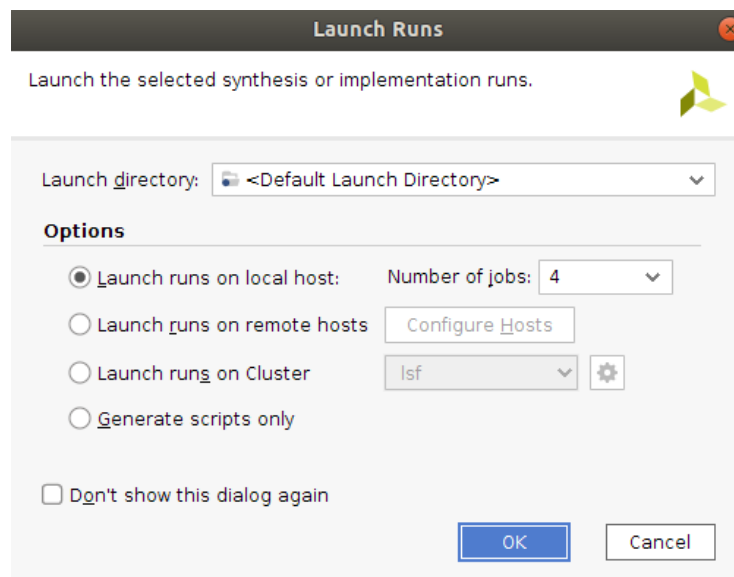 Launch Runs
Launch the selected synthesis or implementation runs.
Launch directory: <Default Launch Directory>
Options
Launch runs on local host: Number of jobs: 4
Launch runs on remote hosts Configure Hosts
Launch runs on Cluster lsf
Generate scripts only
Don't show this dialog again
OK Cancel